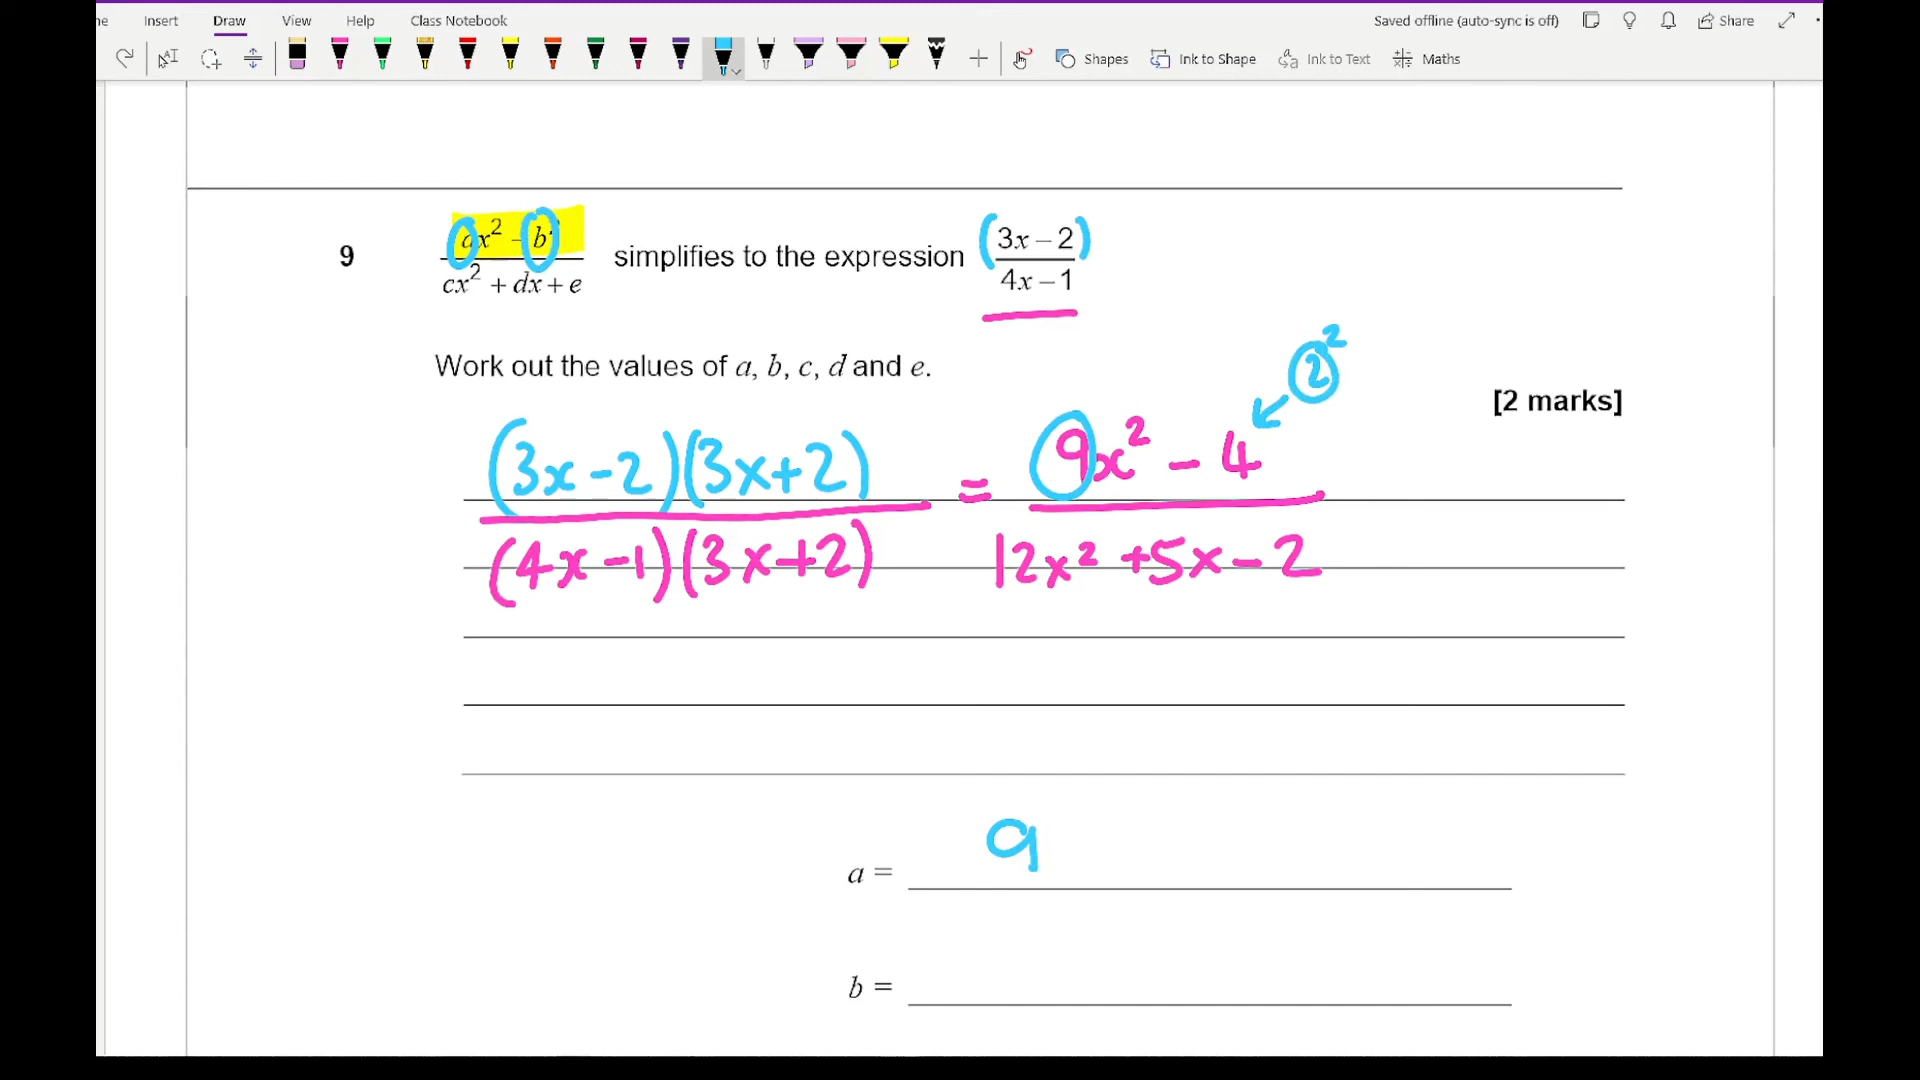 Insert Draw View Help Class Notebook Saved offline (auto-sync is off) Share
Shapes Ink to Shape Ink to Text Maths
9 ax² − b² / cx² + dx + e simplifies to the expression (3x − 2) / 4x − 1
Work out the values of a, b, c, d and e.
2²
[2 marks]
(3x−2)(3x+2) / (4x−1)(3x+2) = 9x² − 4 / 12x² +5x−2
a = 9
b =